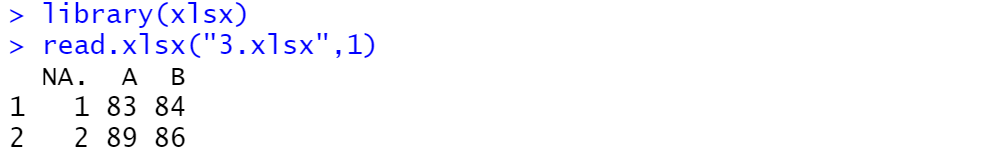 > library(xlsx)
> read.xlsx("3.xlsx",1)
  NA.  A  B
1   1 83 84
2   2 89 86